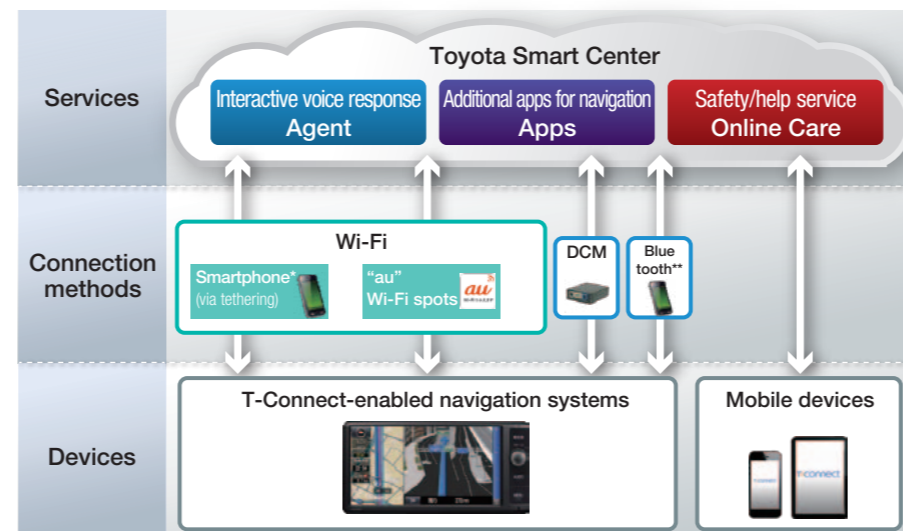 Services
Toyota Smart Center
Interactive voice response
Agent
Additional apps for navigation
Apps
Safety/help service
Online Care
Connection
methods
Wi-Fi
Smartphone*
(via tethering)
"au"
Wi-Fi spots
au
DCM
Blue
tooth**
Devices
T-Connect-enabled navigation systems
Mobile devices
T-Connect
T-Connect